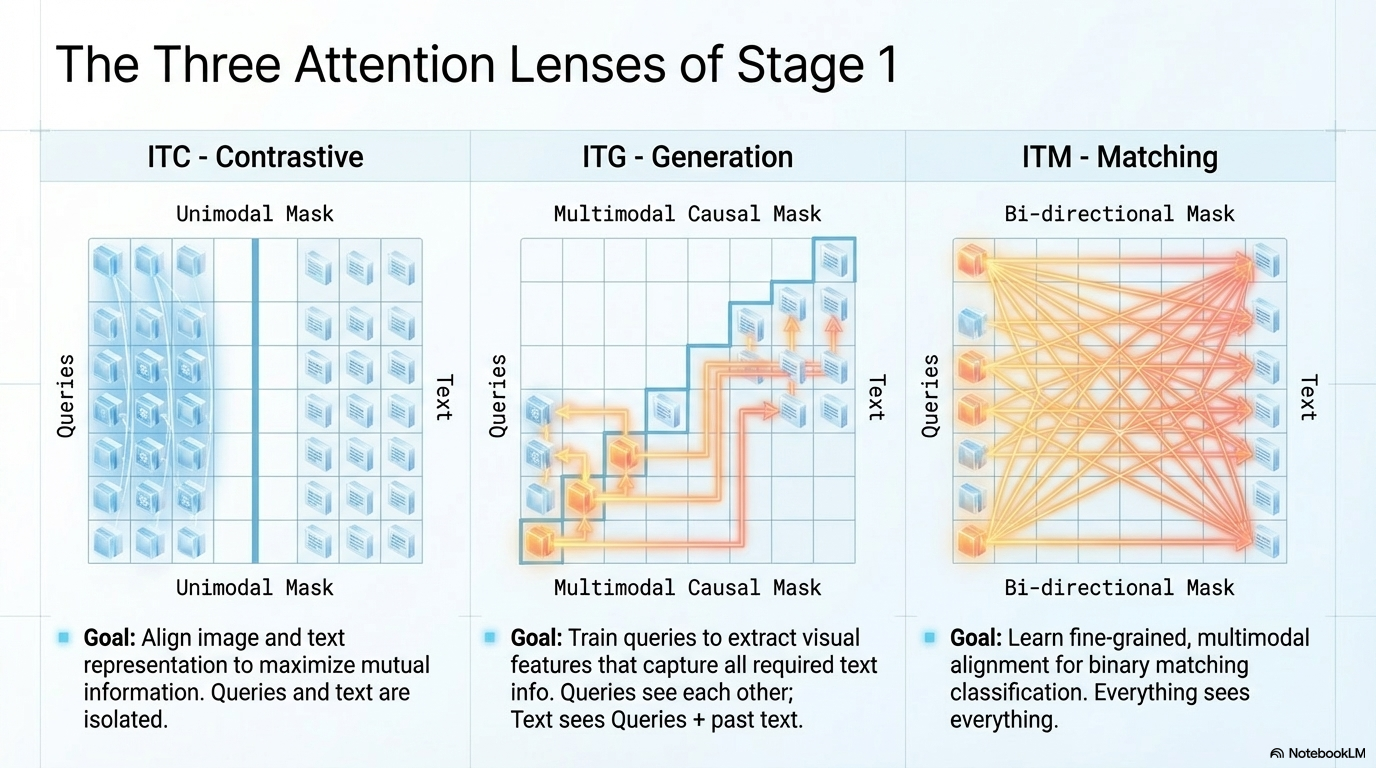 The Three Attention Lenses of Stage 1
ITC - Contrastive
Unimodal Mask
Queries
Text
Unimodal Mask
Goal: Align image and text
representation to maximize mutual
information. Queries and text are
isolated.
ITG - Generation
Multimodal Causal Mask
Queries
Text
Multimodal Causal Mask
Goal: Train queries to extract visual
features that capture all required text
info. Queries see each other;
Text sees Queries + past text.
ITM - Matching
Bi-directional Mask
Queries
Text
Bi-directional Mask
Goal: Learn fine-grained, multimodal
alignment for binary matching
classification. Everything sees
everything.
NotebookLM